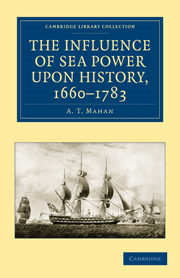 CAMBRIDGE LIBRARY COLLECTION
THE INFLUENCE OF SEA POWER
UPON HISTORY,
1660–1783
A. T. MAHAN
CAMBRIDGE